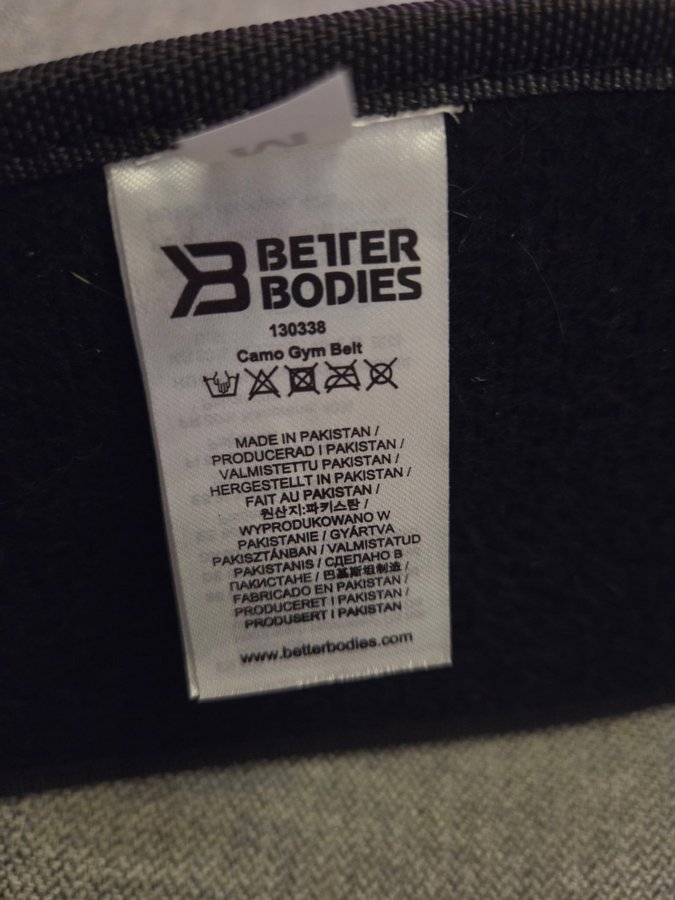 M
BETTER
BODIES
130338
Camo Gym Belt
MADE IN PAKISTAN /
PRODUCERAD I PAKISTAN /
VALMISTETTU PAKISTAN /
HERGESTELLT IN PAKISTAN /
FAIT AU PAKISTAN /
원산지:파키스탄 /
WYPRODUKOWANO W
PAKISTANIE / GYÁRTVA
PAKISZTÁNBAN / VALMISTATUD
PAKISTANIS / СДЕЛАНО В
ПАКИСТАНЕ / 巴基斯坦制造 /
FABRICADO EN PAKISTAN /
PRODUCERET I PAKISTAN /
PRODUSERT I PAKISTAN
www.betterbodies.com